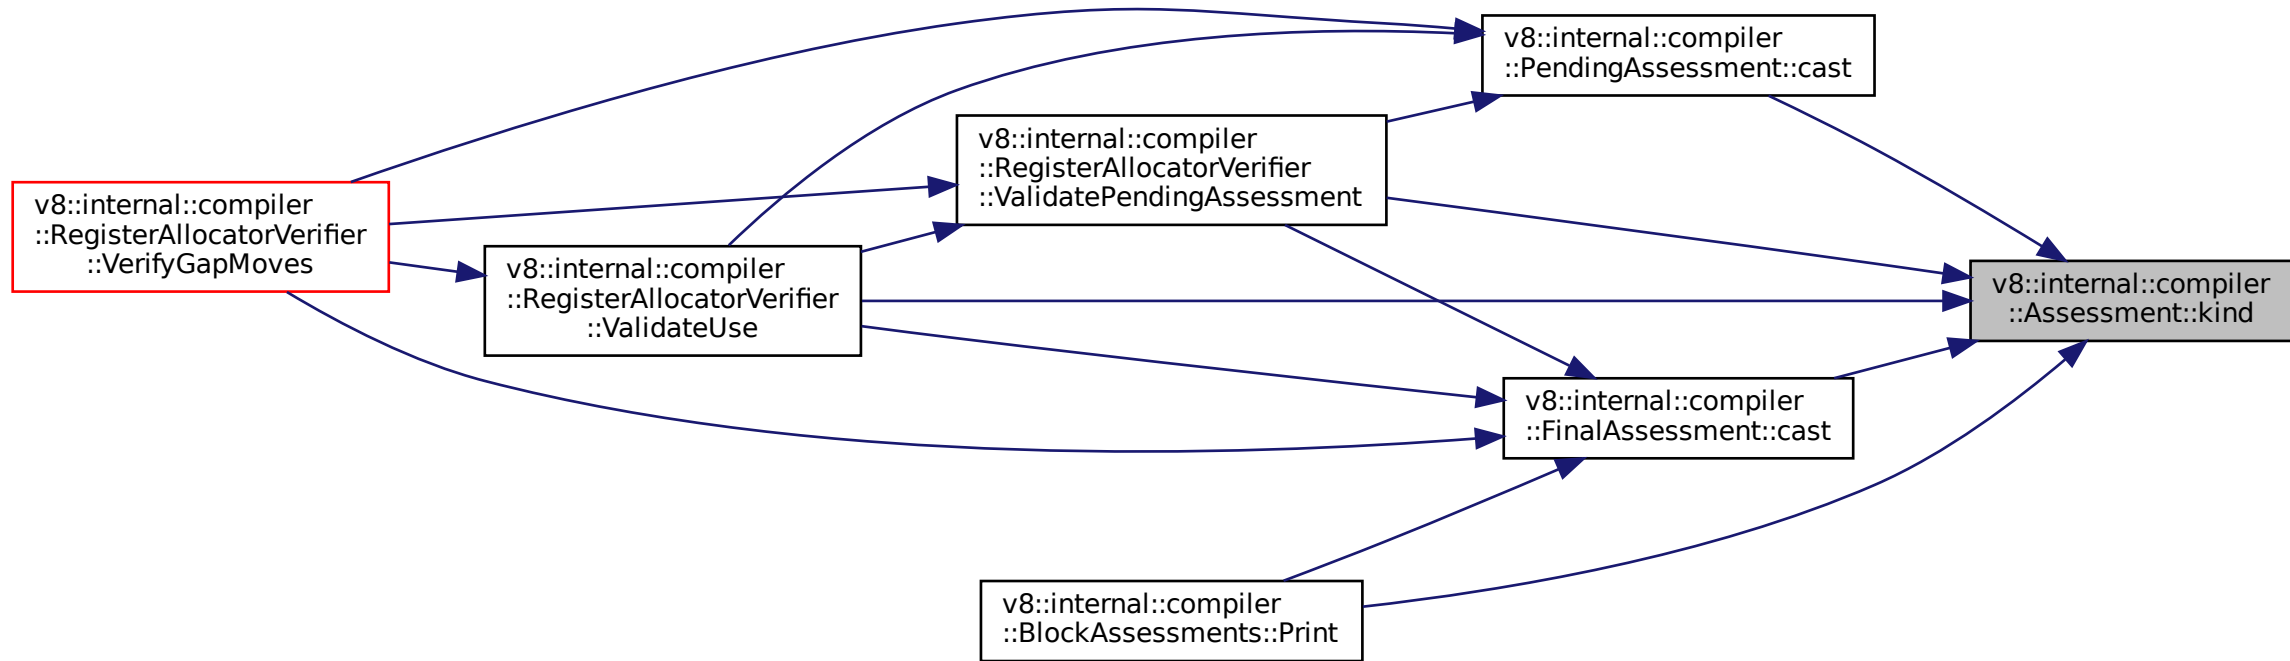 v8::internal::compiler
::PendingAssessment::cast
v8::internal::compiler
::RegisterAllocatorVerifier
::ValidatePendingAssessment
v8::internal::compiler
::RegisterAllocatorVerifier
::VerifyGapMoves
v8::internal::compiler
::RegisterAllocatorVerifier
::ValidateUse
v8::internal::compiler
::Assessment::kind
v8::internal::compiler
::FinalAssessment::cast
v8::internal::compiler
::BlockAssessments::Print